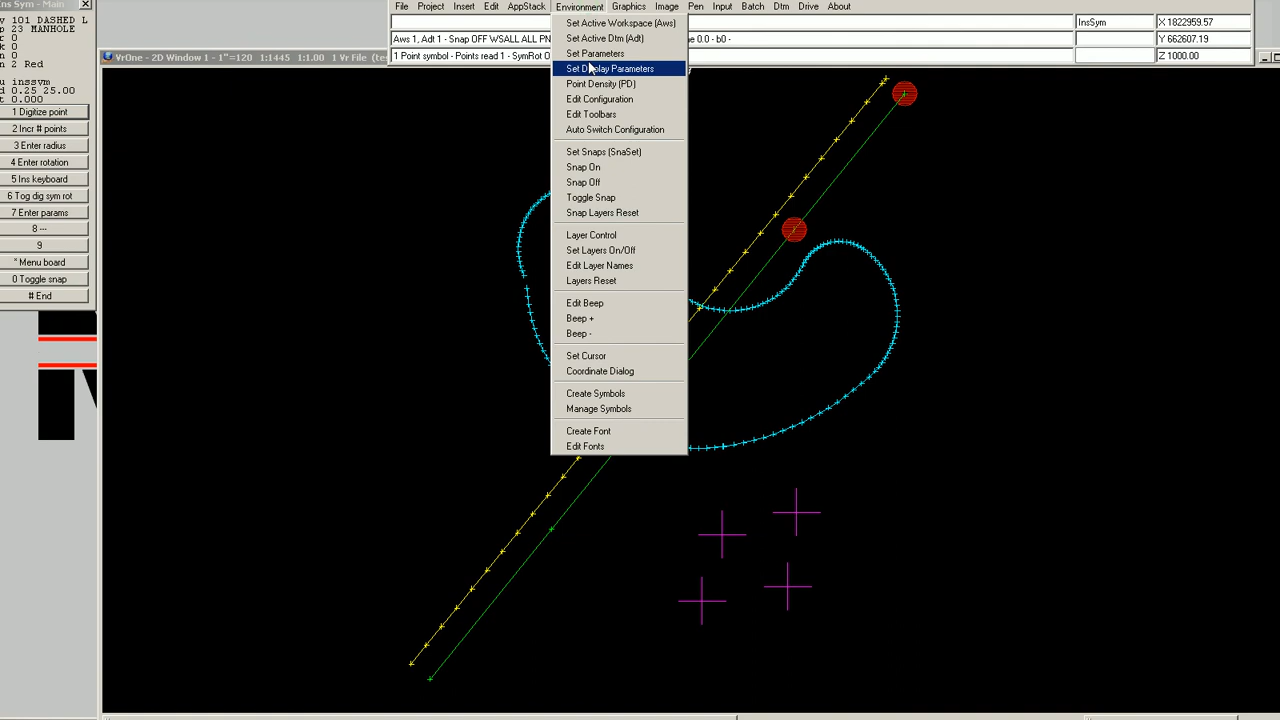 Ins Sym - Main
File Project Insert Edit AppStack Environment Graphics Image Pen Input Batch Dtm Drive About
InsSym
X 1822959.57
Aws 1, Adt 1 - Snap OFF WSALL ALL PN
e 0.0 - b0 -
Y 662607.19
1 Point symbol - Points read 1 - SymRot O
Z 1000.00
VrOne - 2D Window 1 - 1"=120 1:1445 1:1.00 1 Vr File (te
101 DASHED L
23 MANHOLE
2 Red
inssym
0.25 25.00
0.000
1 Digitize point
2 Incr # points
3 Enter radius
4 Enter rotation
5 Ins keyboard
6 Tog dig sym rot
7 Enter params
8 ---
9
* Menu board
0 Toggle snap
# End
Set Active Workspace (Aws)
Set Active Dtm (Adt)
Set Parameters
Set Display Parameters
Point Density (PD)
Edit Configuration
Edit Toolbars
Auto Switch Configuration
Set Snaps (SnaSet)
Snap On
Snap Off
Toggle Snap
Snap Layers Reset
Layer Control
Set Layers On/Off
Edit Layer Names
Layers Reset
Edit Beep
Beep +
Beep -
Set Cursor
Coordinate Dialog
Create Symbols
Manage Symbols
Create Font
Edit Fonts